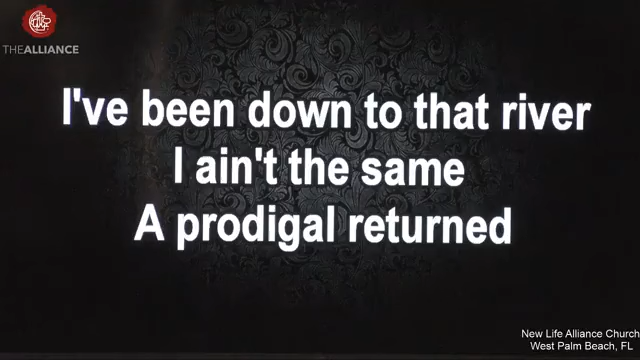 THEALLIANCE
I've been down to that river
I ain't the same
A prodigal returned
New Life Alliance Church
West Palm Beach, FL